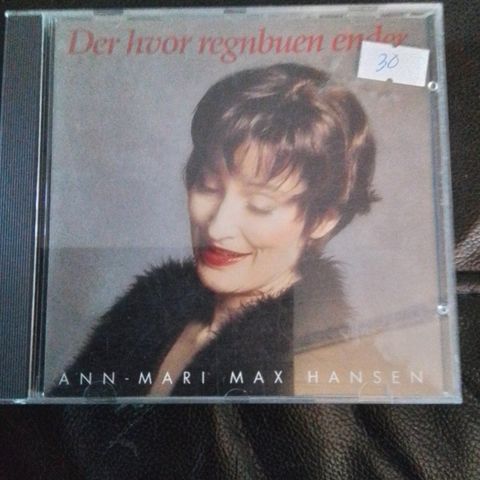 Der hvor regnbuen ender
30
ANN-MARI MAX HANSEN